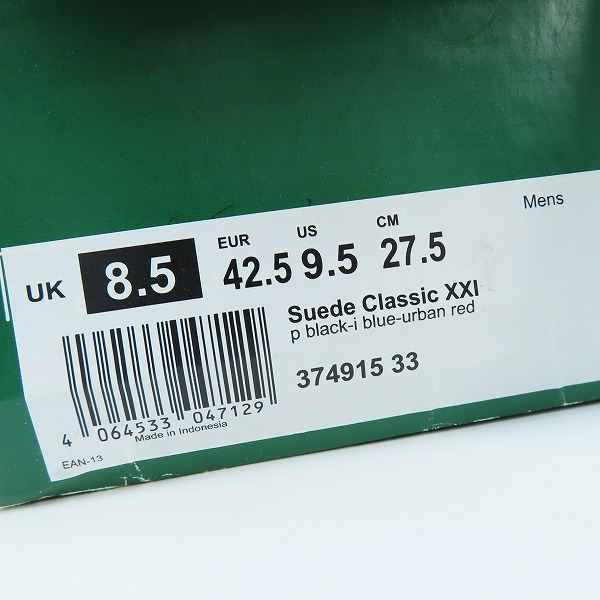 Mens
UK 8.5
EUR 42.5
US 9.5
CM 27.5
Suede Classic XXI
p black-i blue-urban red
374915 33
4 064533 047129
Made in Indonesia
EAN-13